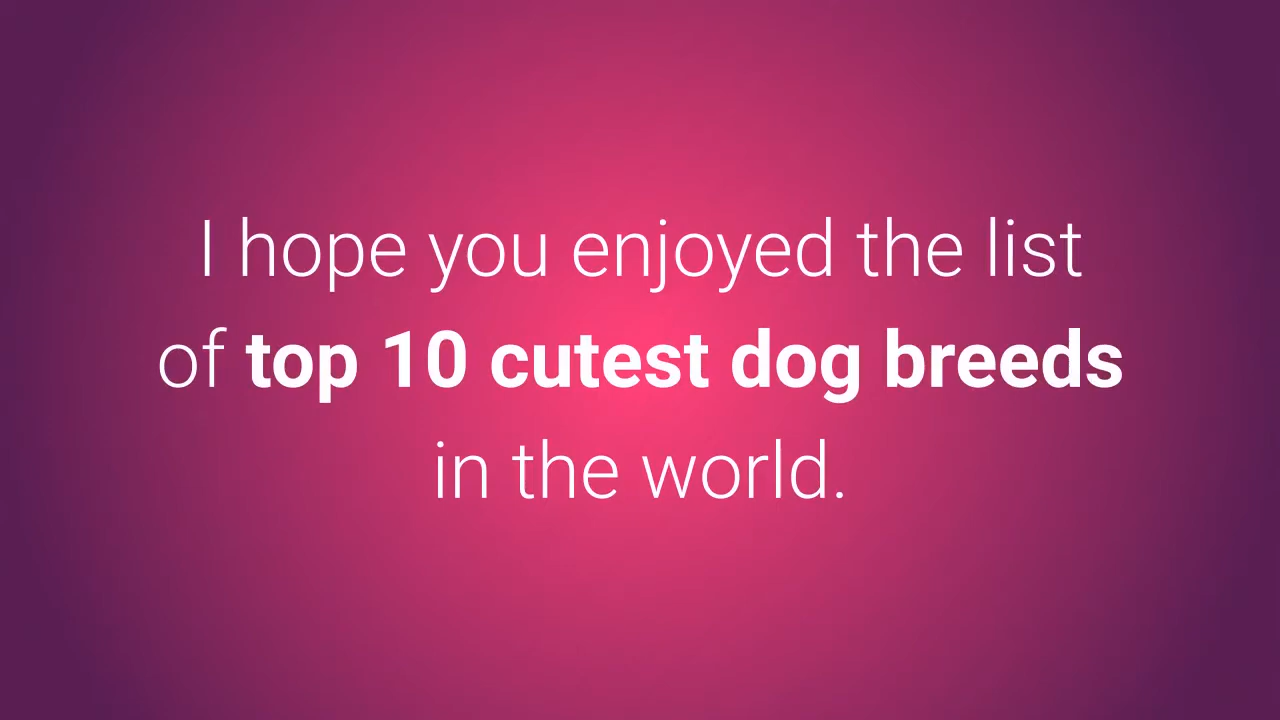 I hope you enjoyed the list
of top 10 cutest dog breeds
in the world.